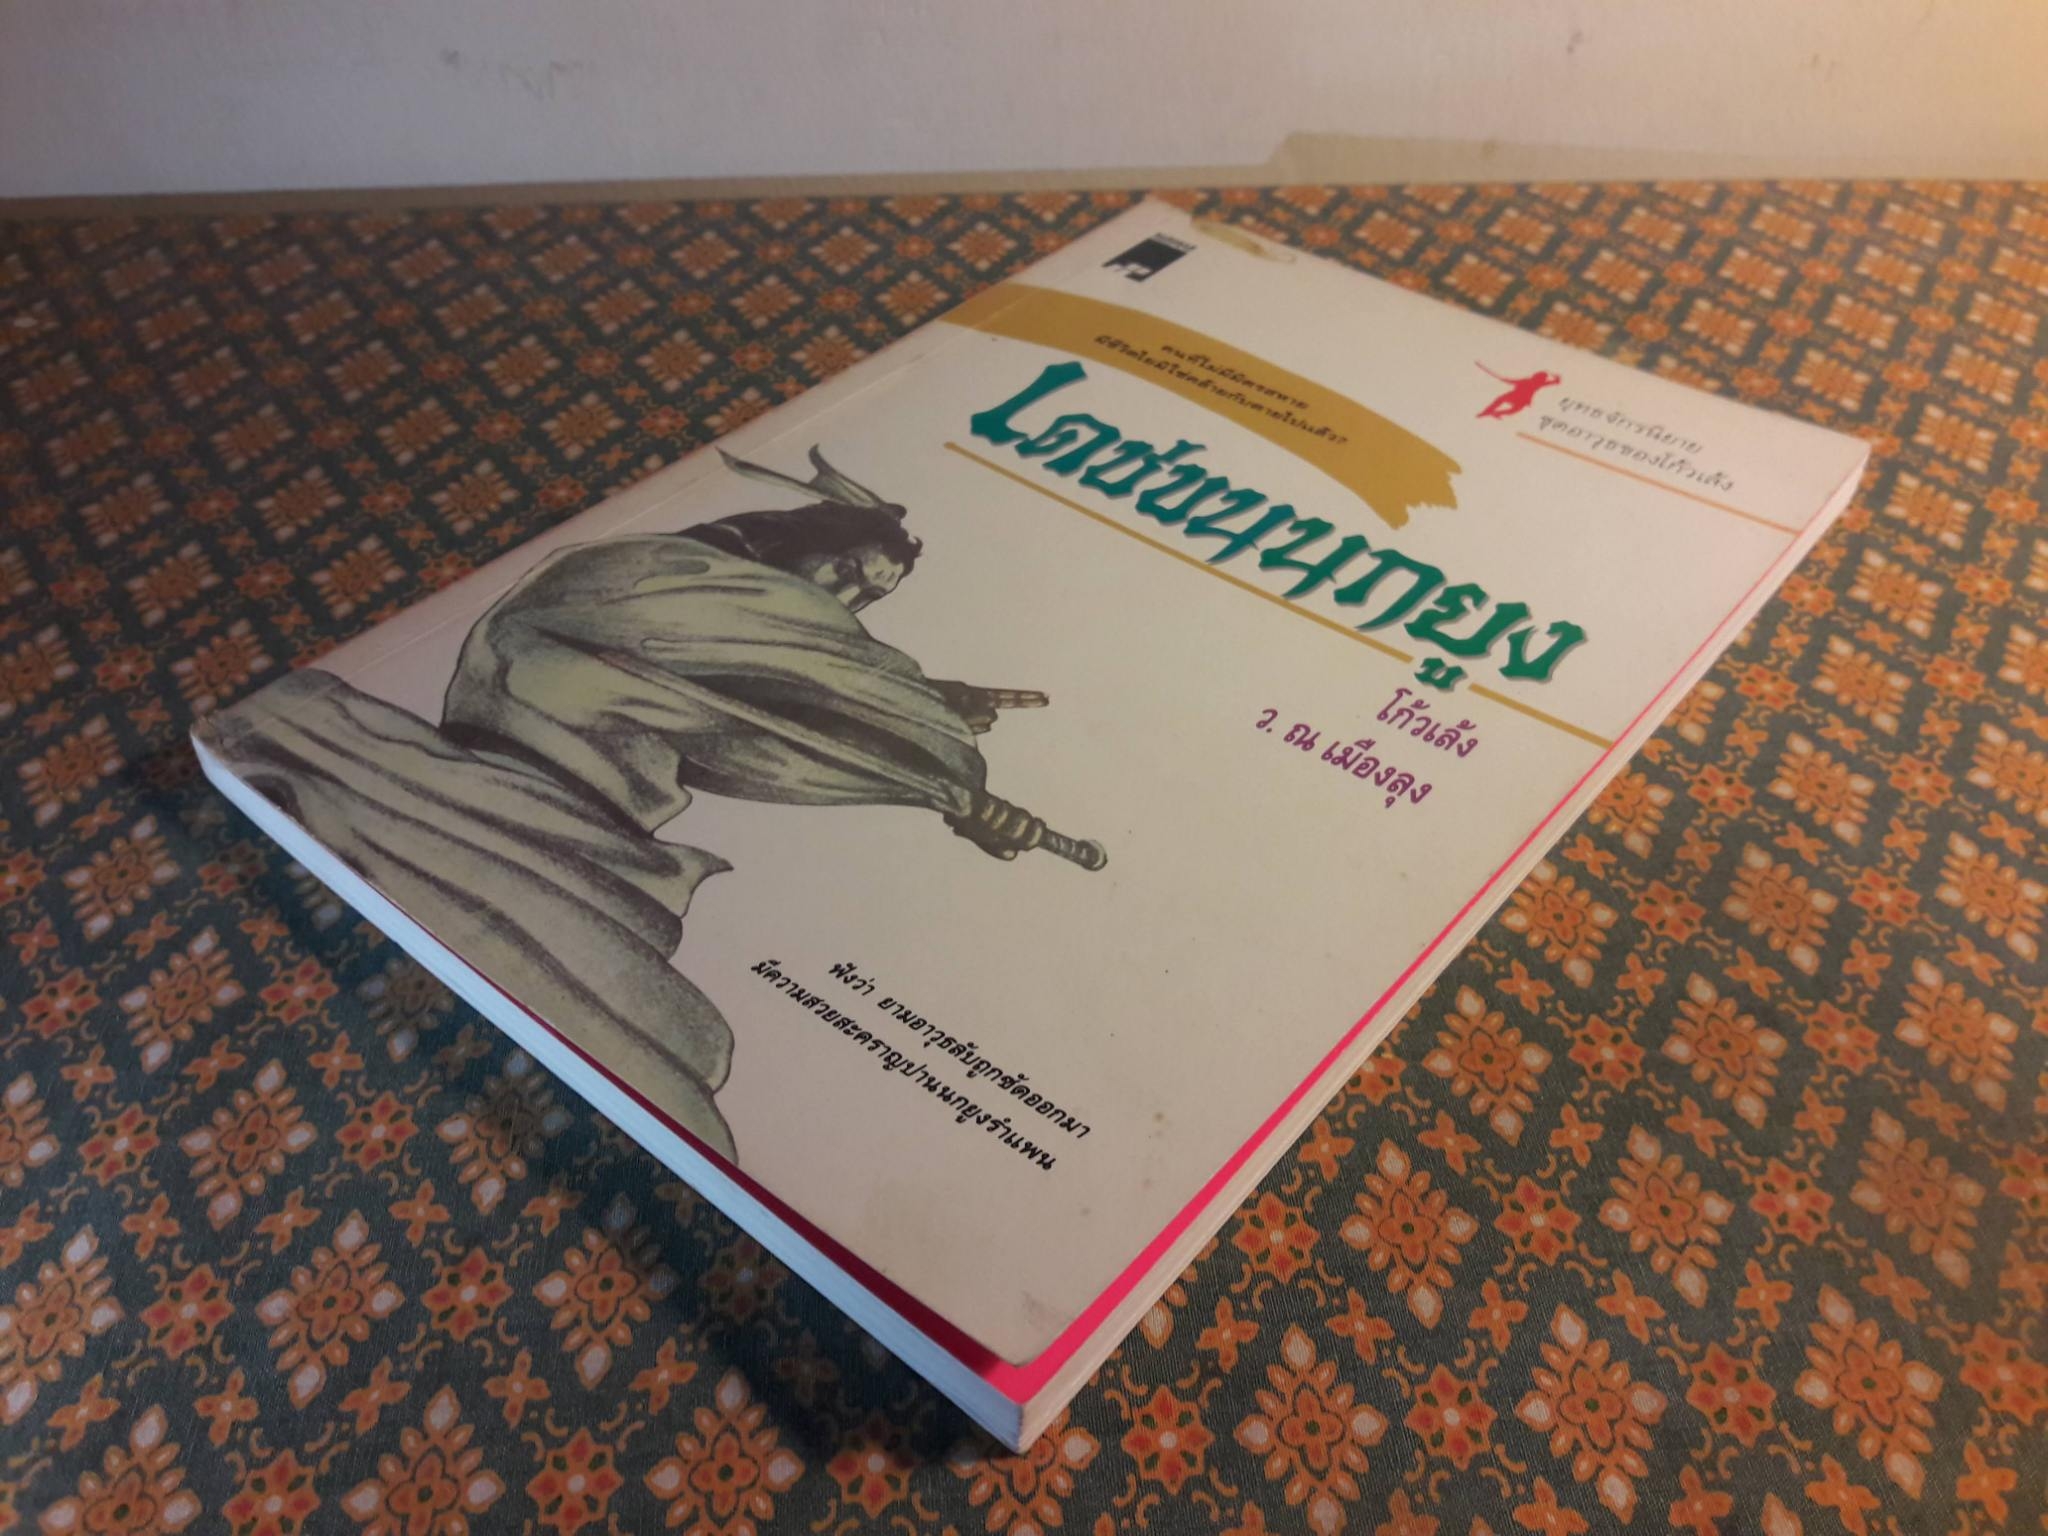 คนที่ไม่มีมิตรสหาย
มีชีวิตไยมิใช่คล้ายกับตายไปแล้ว?
ยุทธจักรนิยาย
ชุดอาวุธของโก้วเล้ง
เดชขนนกยูง
โก้วเล้ง
ว. ณ เมืองลุง
ฟังว่า ยามอาวุธลับถูกซัดออกมา
มีความสวยสะคราญปานนกยูงรำแพน